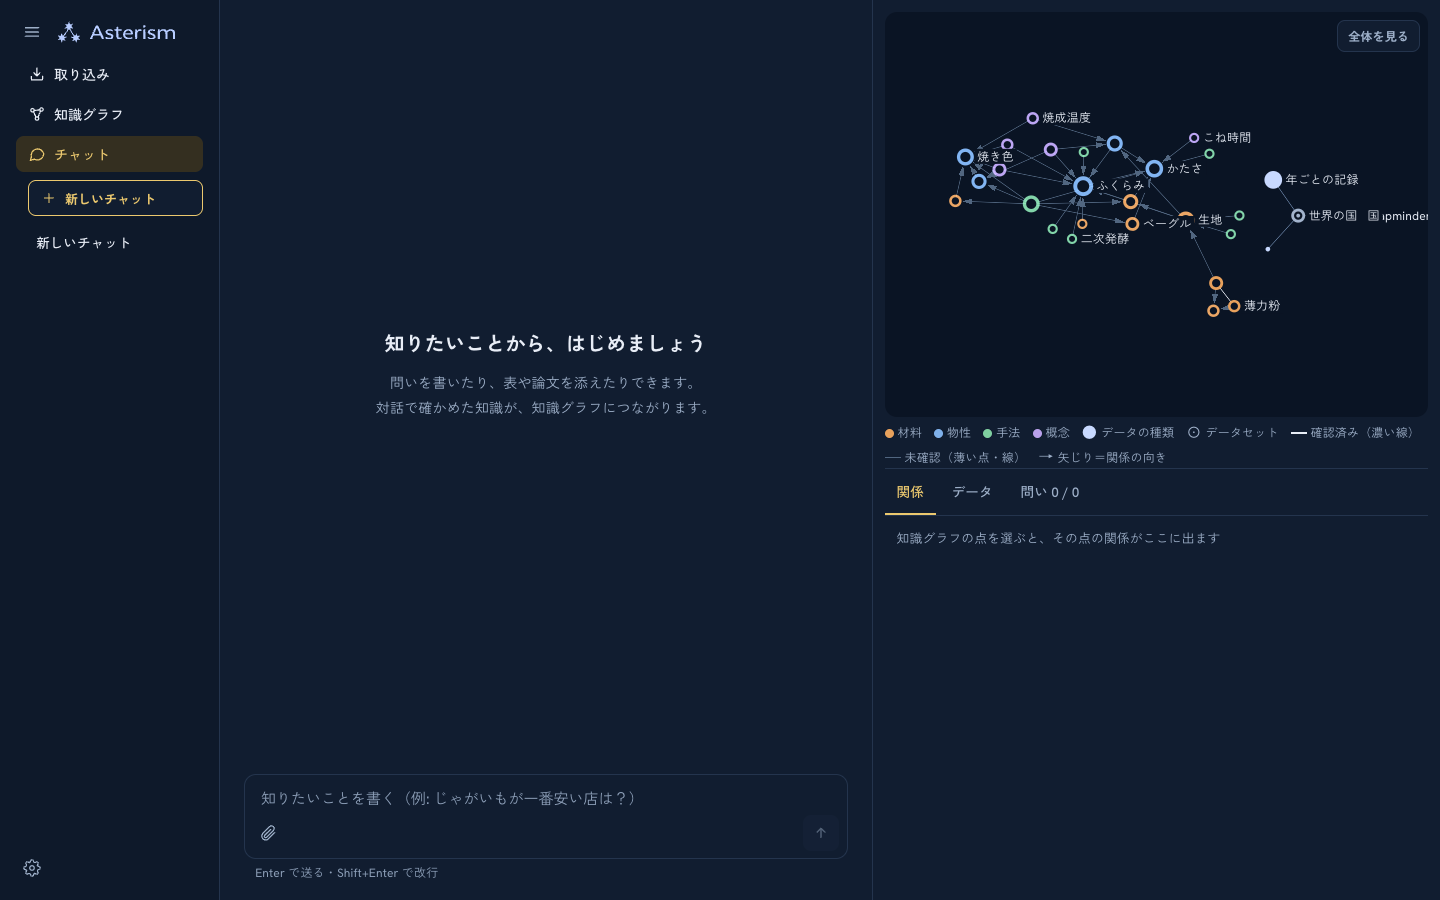 Asterism
取り込み
知識グラフ
チャット
新しいチャット
新しいチャット
知りたいことから、はじめましょう
問いを書いたり、表や論文を添えたりできます。
対話で確かめた知識が、知識グラフにつながります。
知りたいことを書く（例: じゃがいもが一番安い店は？）
Enter で送る・Shift+Enter で改行
全体を見る
焼成温度
こね時間
焼き色
かたさ
ふくらみ
年ごとの記録
ベーグル
生地
世界の国
国
二次発酵
薄力粉
材料
物性
手法
概念
データの種類
データセット
確認済み（濃い線）
未確認（薄い点・線）
矢じり＝関係の向き
関係
データ
問い 0 / 0
知識グラフの点を選ぶと、その点の関係がここに出ます